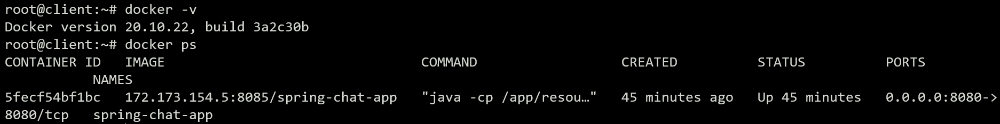 root@client:~# docker -v
Docker version 20.10.22, build 3a2c30b
root@client:~# docker ps
CONTAINER ID   IMAGE                                COMMAND                  CREATED          STATUS          PORTS
           NAMES
5fecf54bf1bc   172.173.154.5:8085/spring-chat-app   "java -cp /app/resou…"   45 minutes ago   Up 45 minutes   0.0.0.0:8080->
8080/tcp   spring-chat-app